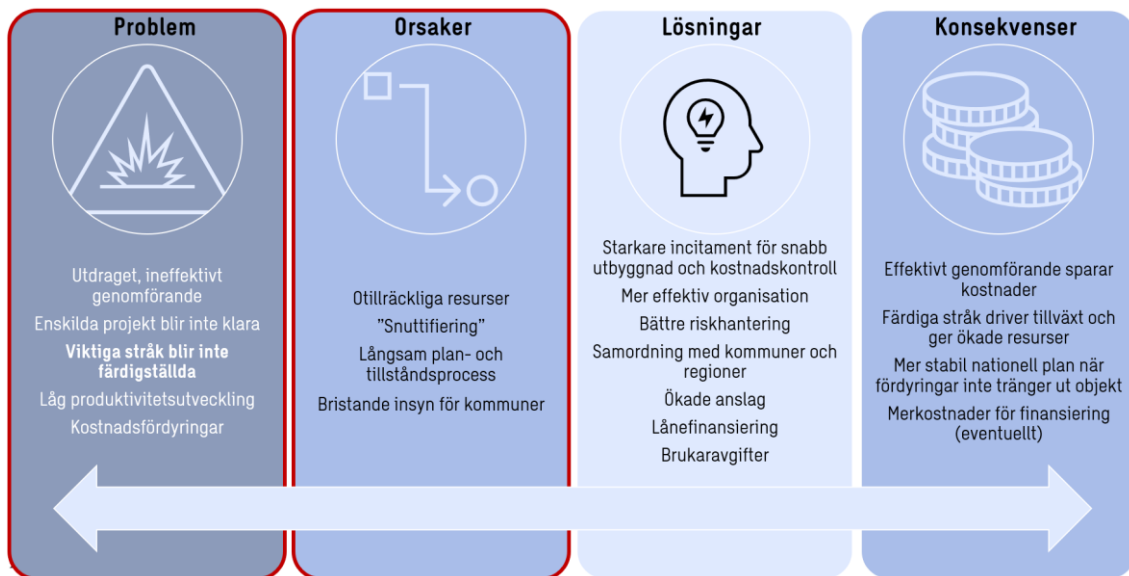 Problem
Utdraget, ineffektivt
genomförande
Enskilda projekt blir inte klara
Viktiga stråk blir inte
färdigställda
Låg produktivitetsutveckling
Kostnadsfördyringar
Orsaker
Otillräckliga resurser
”Snuttifiering”
Långsam plan- och
tillståndsprocess
Bristande insyn för kommuner
Lösningar
Starkare incitament för snabb
utbyggnad och kostnadskontroll
Mer effektiv organisation
Bättre riskhantering
Samordning med kommuner och
regioner
Ökade anslag
Lånefinansiering
Brukaravgifter
Konsekvenser
Effektivt genomförande sparar
kostnader
Färdiga stråk driver tillväxt och
ger ökade resurser
Mer stabil nationell plan när
fördyringar inte tränger ut objekt
Merkostnader för finansiering
(eventuellt)